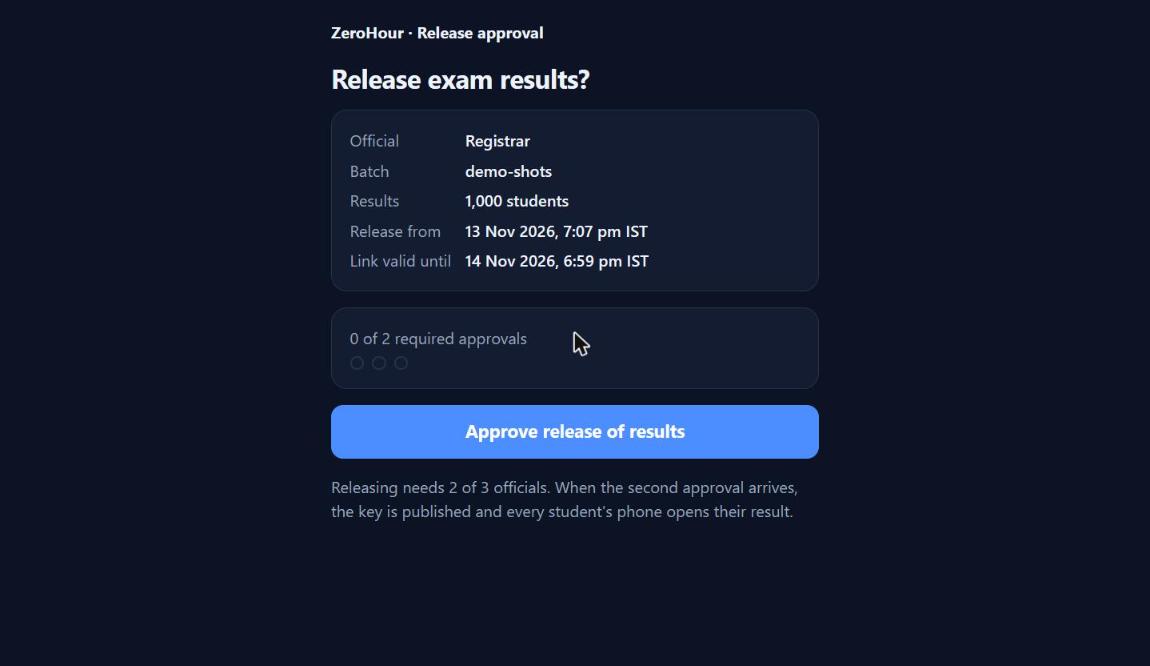 ZeroHour · Release approval
Release exam results?
Official Registrar
Batch demo-shots
Results 1,000 students
Release from 13 Nov 2026, 7:07 pm IST
Link valid until 14 Nov 2026, 6:59 pm IST
0 of 2 required approvals
Approve release of results
Releasing needs 2 of 3 officials. When the second approval arrives,
the key is published and every student's phone opens their result.